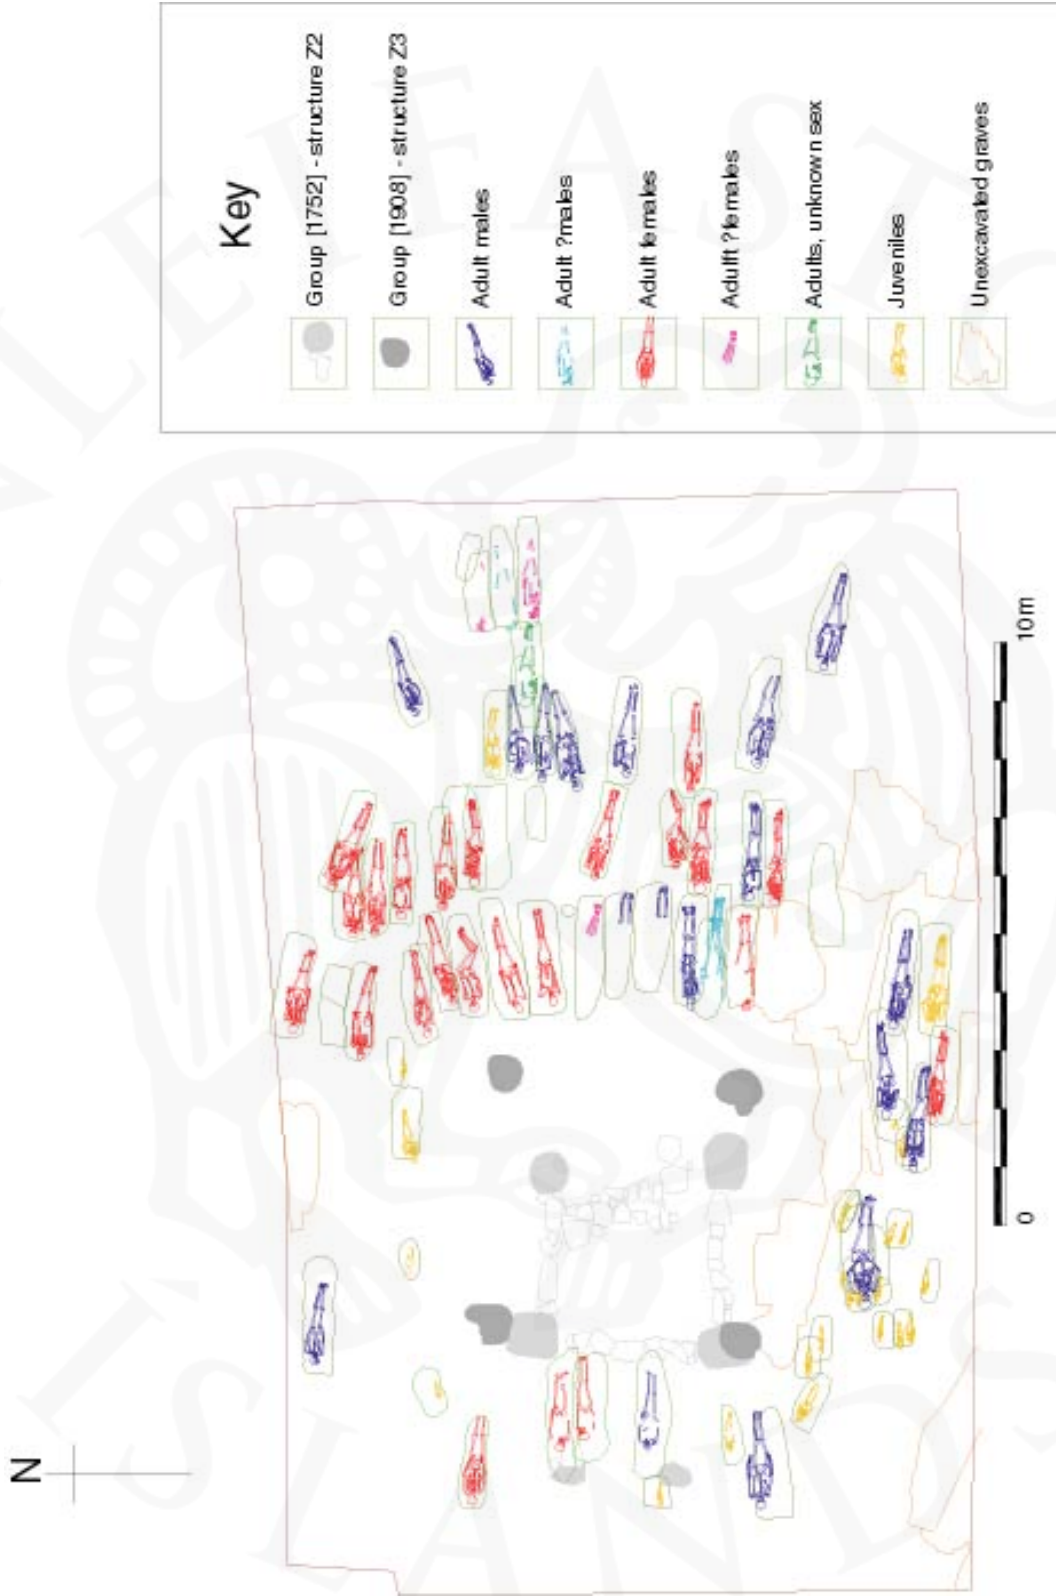 Key
Group [1752] - structure Z2
Group [1908] - structure Z3
Adult males
Adult ?males
Adult females
Adulft ?females
Adults, unknown sex
Juveniles
Unexcavated graves
N
0
10m